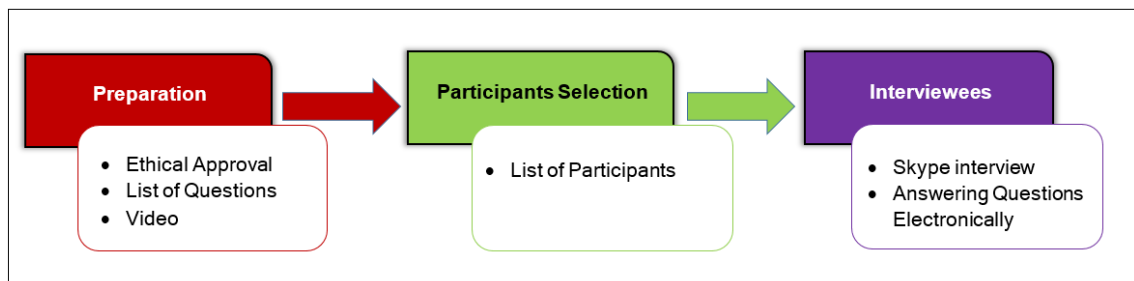 Preparation
• Ethical Approval
• List of Questions
• Video
Participants Selection
• List of Participants
Interviewees
• Skype interview
• Answering Questions
Electronically